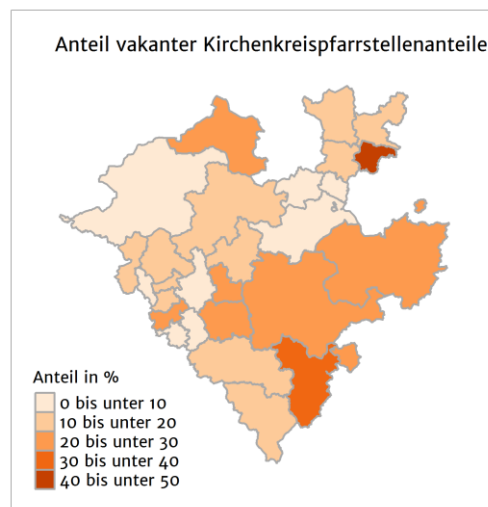 Anteil vakanter Kirchenkreispfarrstellenanteile
Anteil in %
0 bis unter 10
10 bis unter 20
20 bis unter 30
30 bis unter 40
40 bis unter 50